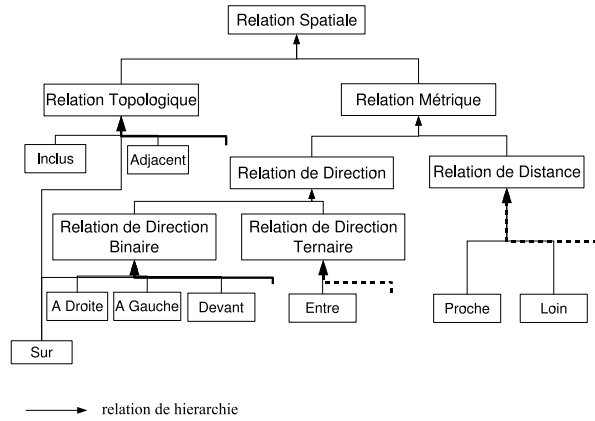 Relation Spatiale
Relation Topologique
Relation Métrique
Inclus
Adjacent
Relation de Direction
Relation de Distance
Relation de Direction
Binaire
Relation de Direction
Ternaire
A Droite
A Gauche
Devant
Entre
Proche
Loin
Sur
relation de hierarchie